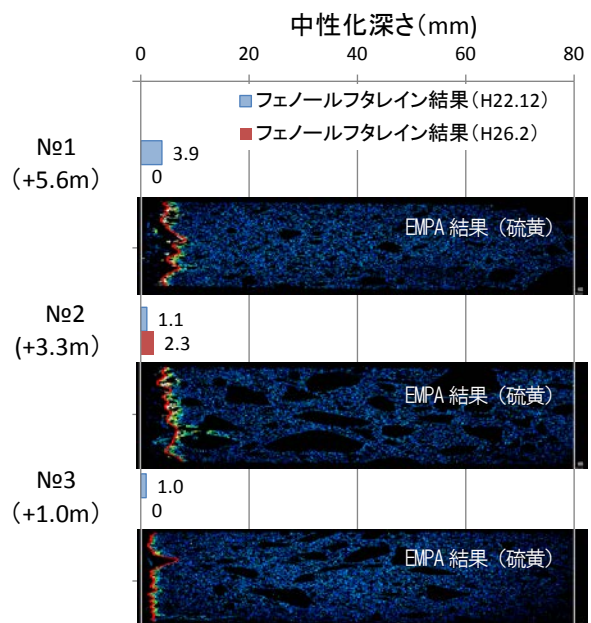 中性化深さ(mm)
0 20 40 60 80
フェノールフタレイン結果(H22.12)
フェノールフタレイン結果(H26.2)
№1
(+5.6m)
3.9
0
EMPA 結果 (硫黄)
№2
(+3.3m)
1.1
2.3
EMPA 結果 (硫黄)
№3
(+1.0m)
1.0
0
EMPA 結果 (硫黄)